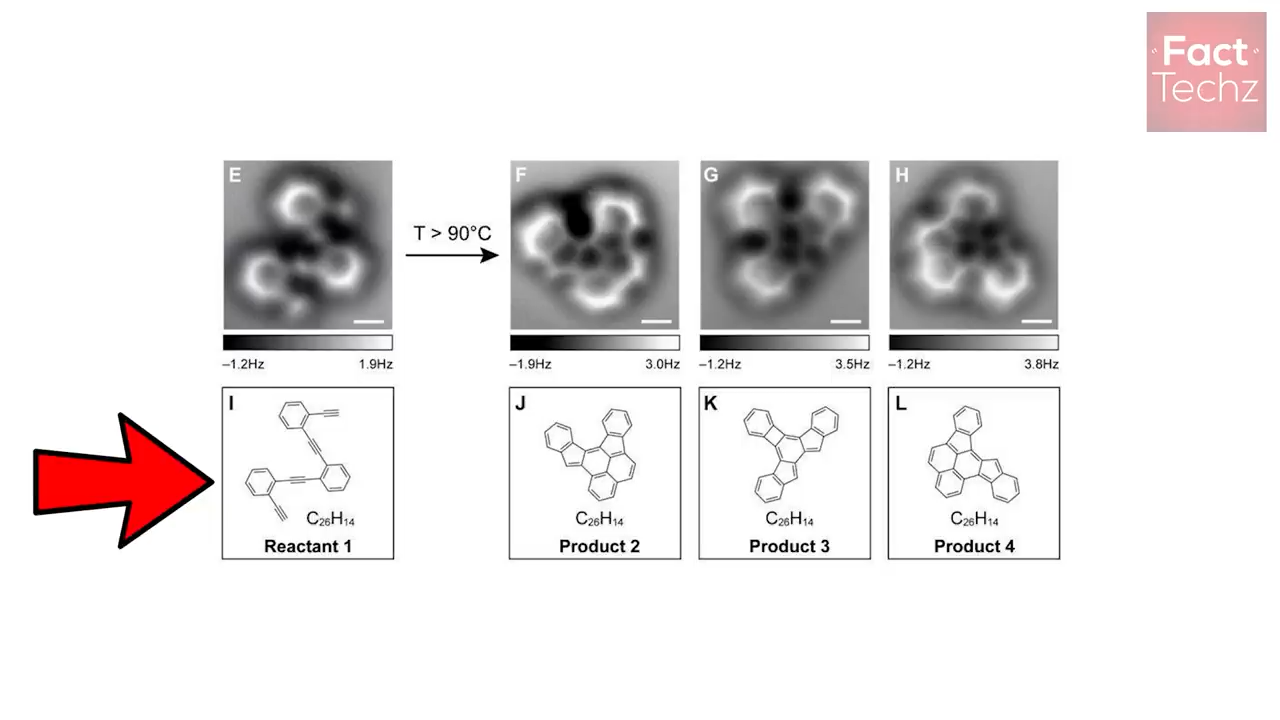 Fact
Techz
E
T > 90°C
F
G
H
–1.2Hz 1.9Hz
–1.9Hz 3.0Hz
–1.2Hz 3.5Hz
–1.2Hz 3.8Hz
I
C₂₆H₁₄
Reactant 1
J
C₂₆H₁₄
Product 2
K
C₂₆H₁₄
Product 3
L
C₂₆H₁₄
Product 4